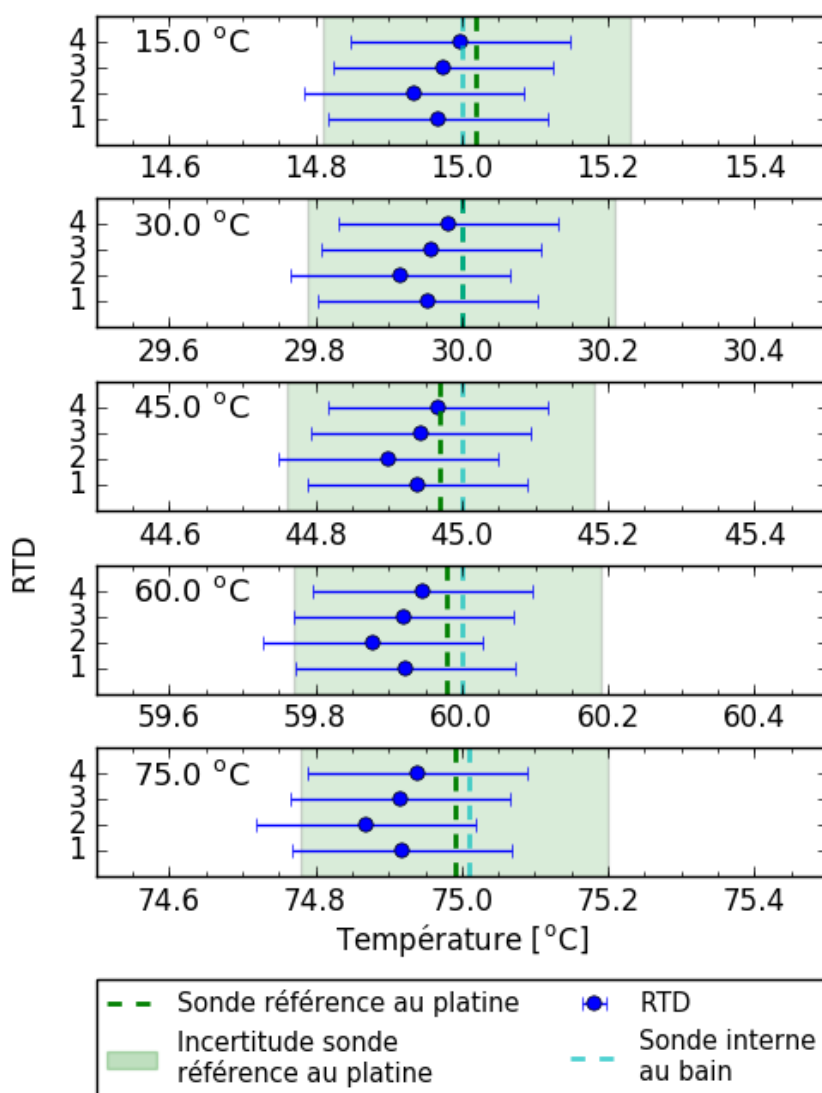 15.0 °C
4
3
2
1
14.6 14.8 15.0 15.2 15.4
30.0 °C
4
3
2
1
29.6 29.8 30.0 30.2 30.4
45.0 °C
4
3
2
1
44.6 44.8 45.0 45.2 45.4
60.0 °C
4
3
2
1
59.6 59.8 60.0 60.2 60.4
75.0 °C
4
3
2
1
74.6 74.8 75.0 75.2 75.4
RTD
Température [°C]
Sonde référence au platine
Incertitude sonde
référence au platine
RTD
Sonde interne
au bain